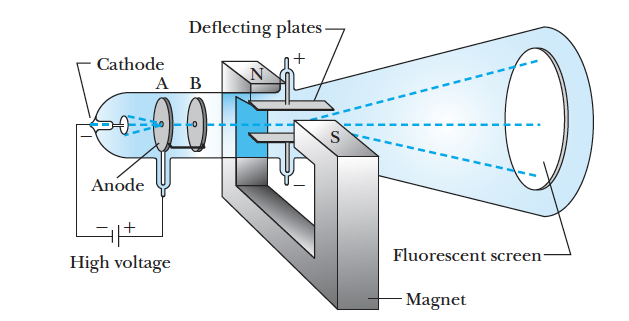 Deflecting plates
Cathode
A B
N
+
−
S
−
Anode
− +
High voltage
Fluorescent screen
Magnet